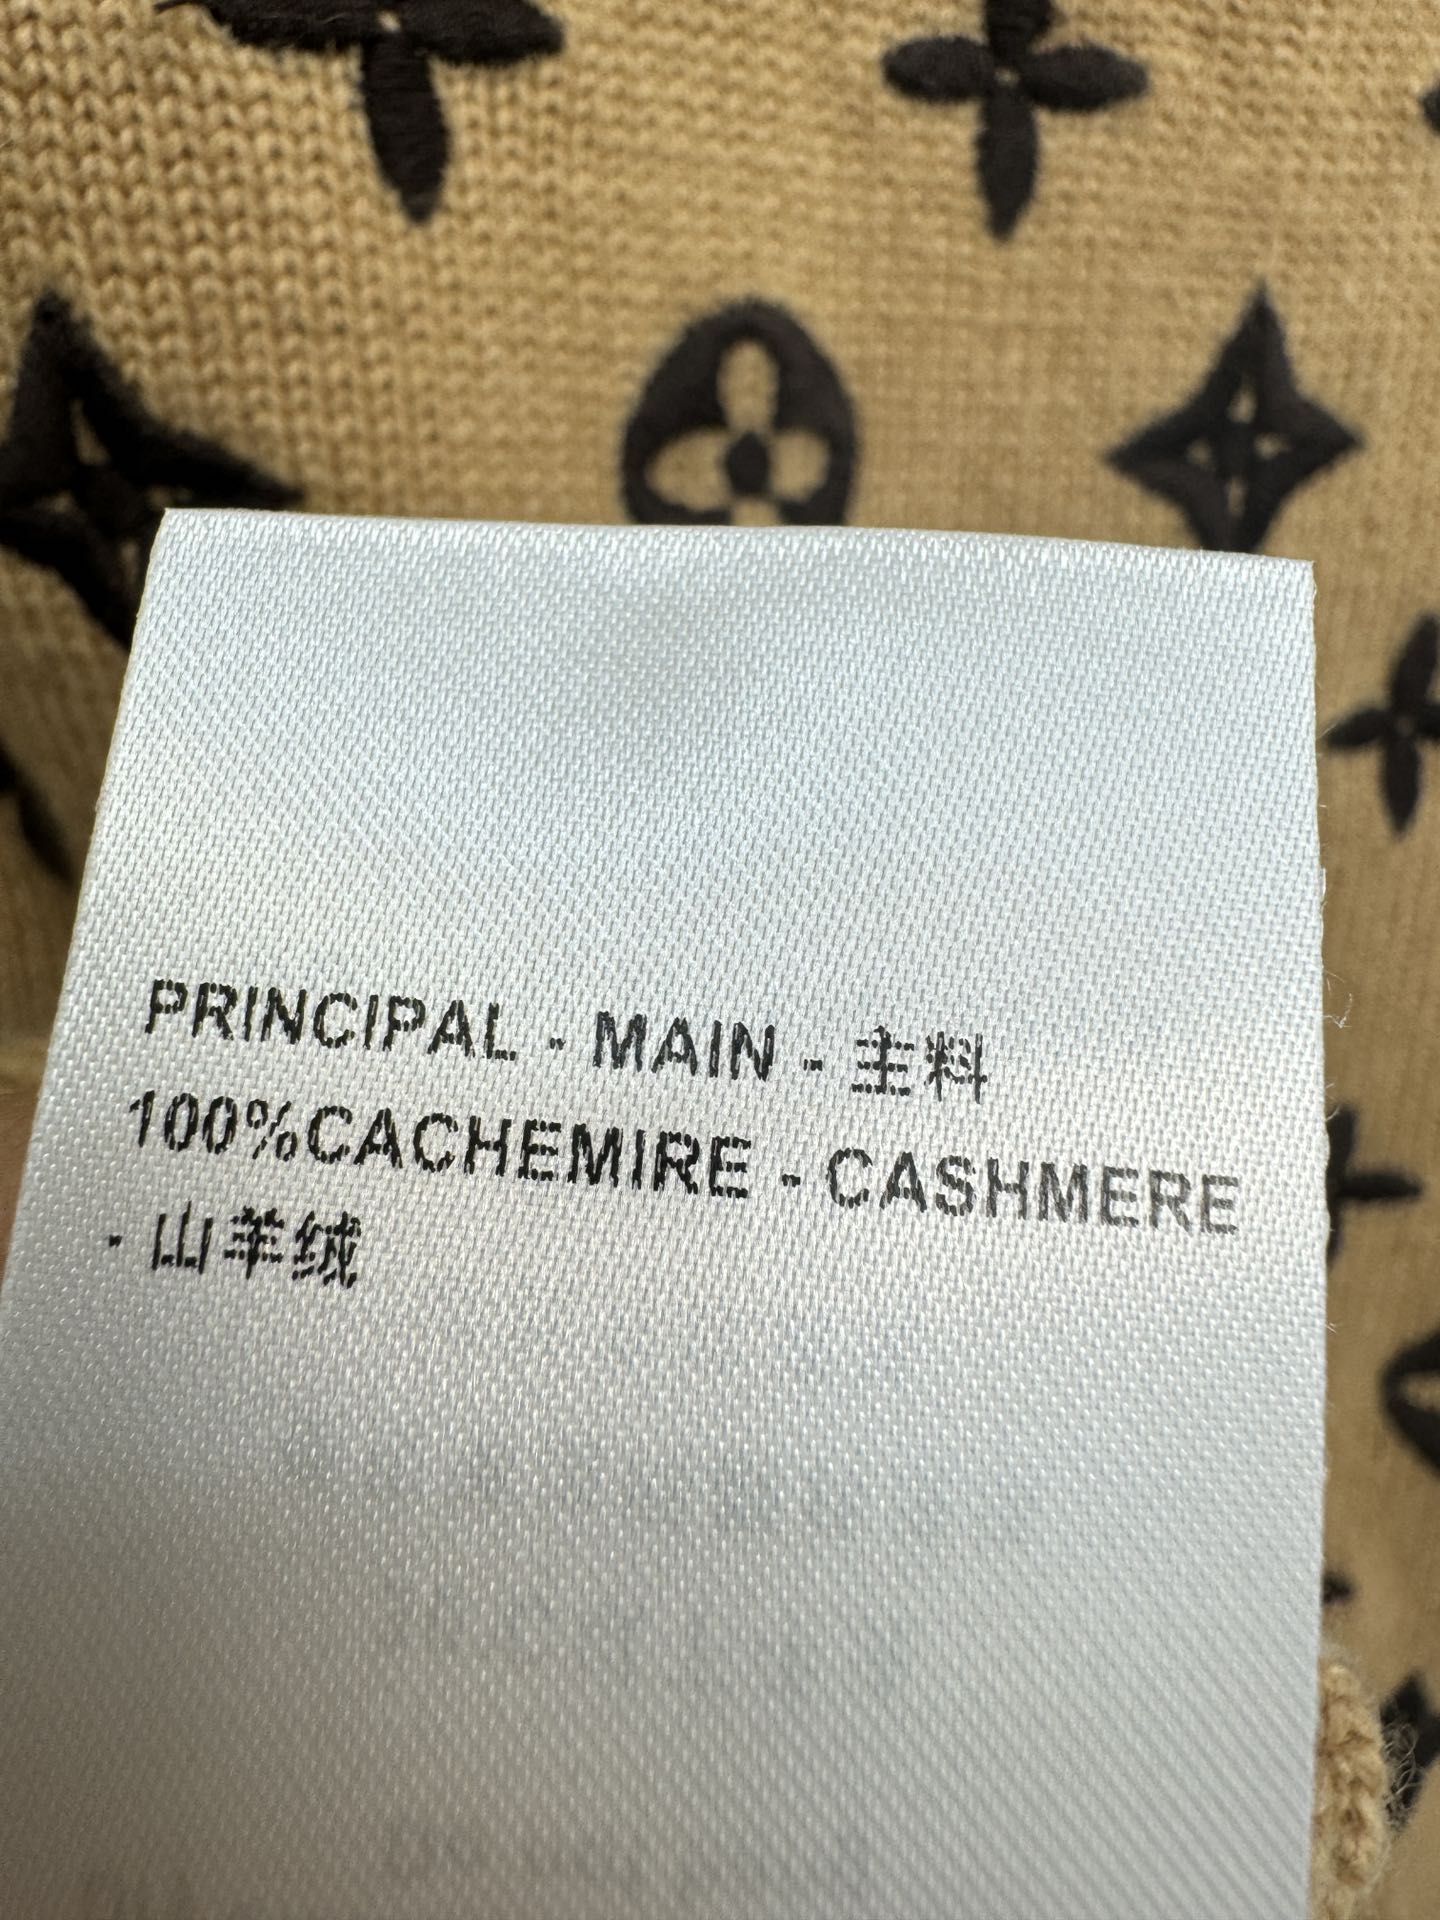 PRINCIPAL - MAIN - 主料
100%CACHEMIRE - CASHMERE
- 山羊绒